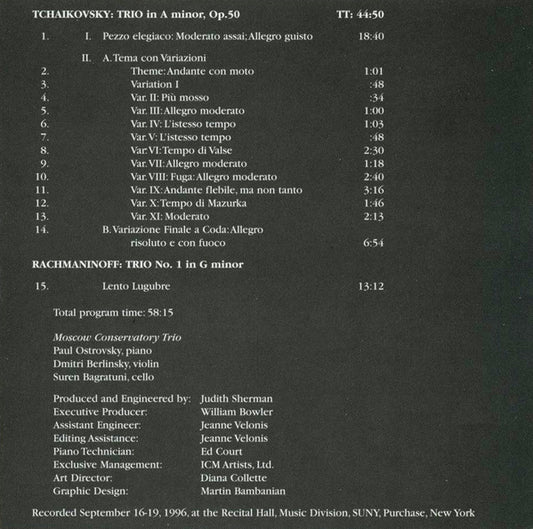 TCHAIKOVSKY: TRIO in A minor, Op.50 TT: 44:50
1. I. Pezzo elegiaco: Moderato assai; Allegro guisto 18:40
II. A. Tema con Variazioni
2. Theme: Andante con moto 1:01
3. Variation I :48
4. Var. II: Più mosso :34
5. Var. III: Allegro moderato 1:00
6. Var. IV: L'istesso tempo 1:03
7. Var. V: L'istesso tempo :48
8. Var. VI: Tempo di Valse 2:30
9. Var. VII: Allegro moderato 1:18
10. Var. VIII: Fuga: Allegro moderato 2:40
11. Var. IX: Andante flebile, ma non tanto 3:16
12. Var. X: Tempo di Mazurka 1:46
13. Var. XI: Moderato 2:13
14. B. Variazione Finale a Coda: Allegro
risoluto e con fuoco 6:54
RACHMANINOFF: TRIO No. 1 in G minor
15. Lento Lugubre 13:12
Total program time: 58:15
Moscow Conservatory Trio
Paul Ostrovsky, piano
Dmitri Berlinsky, violin
Suren Bagratuni, cello
Produced and Engineered by: Judith Sherman
Executive Producer: William Bowler
Assistant Engineer: Jeanne Velonis
Editing Assistance: Jeanne Velonis
Piano Technician: Ed Court
Exclusive Management: ICM Artists, Ltd.
Art Director: Diana Collette
Graphic Design: Martin Bambanian
Recorded September 16-19, 1996, at the Recital Hall, Music Division, SUNY, Purchase, New York